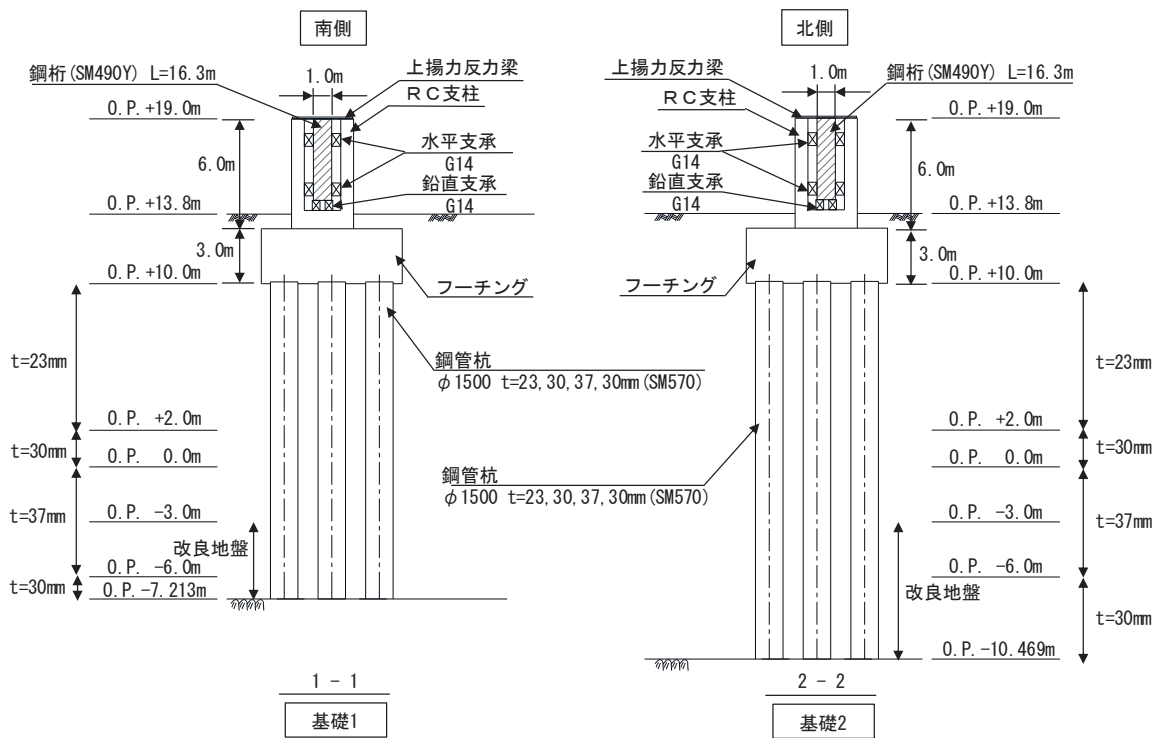 南側
鋼桁(SM490Y) L=16.3m
1.0m
上揚力反力梁
RC支柱
O.P. +19.0m
水平支承
G14
6.0m
鉛直支承
G14
O.P. +13.8m
3.0m
O.P. +10.0m
フーチング
t=23mm
鋼管杭
φ1500 t=23,30,37,30mm(SM570)
O.P. +2.0m
t=30mm
O.P. 0.0m
t=37mm
O.P. -3.0m
改良地盤
O.P. -6.0m
t=30mm
O.P. -7.213m
1 - 1
基礎1
北側
上揚力反力梁
1.0m
鋼桁(SM490Y) L=16.3m
RC支柱
O.P. +19.0m
水平支承
G14
6.0m
鉛直支承
G14
O.P. +13.8m
3.0m
O.P. +10.0m
フーチング
t=23mm
O.P. +2.0m
t=30mm
O.P. 0.0m
鋼管杭
φ1500 t=23,30,37,30mm(SM570)
t=37mm
O.P. -3.0m
O.P. -6.0m
改良地盤
t=30mm
O.P. -10.469m
2 - 2
基礎2